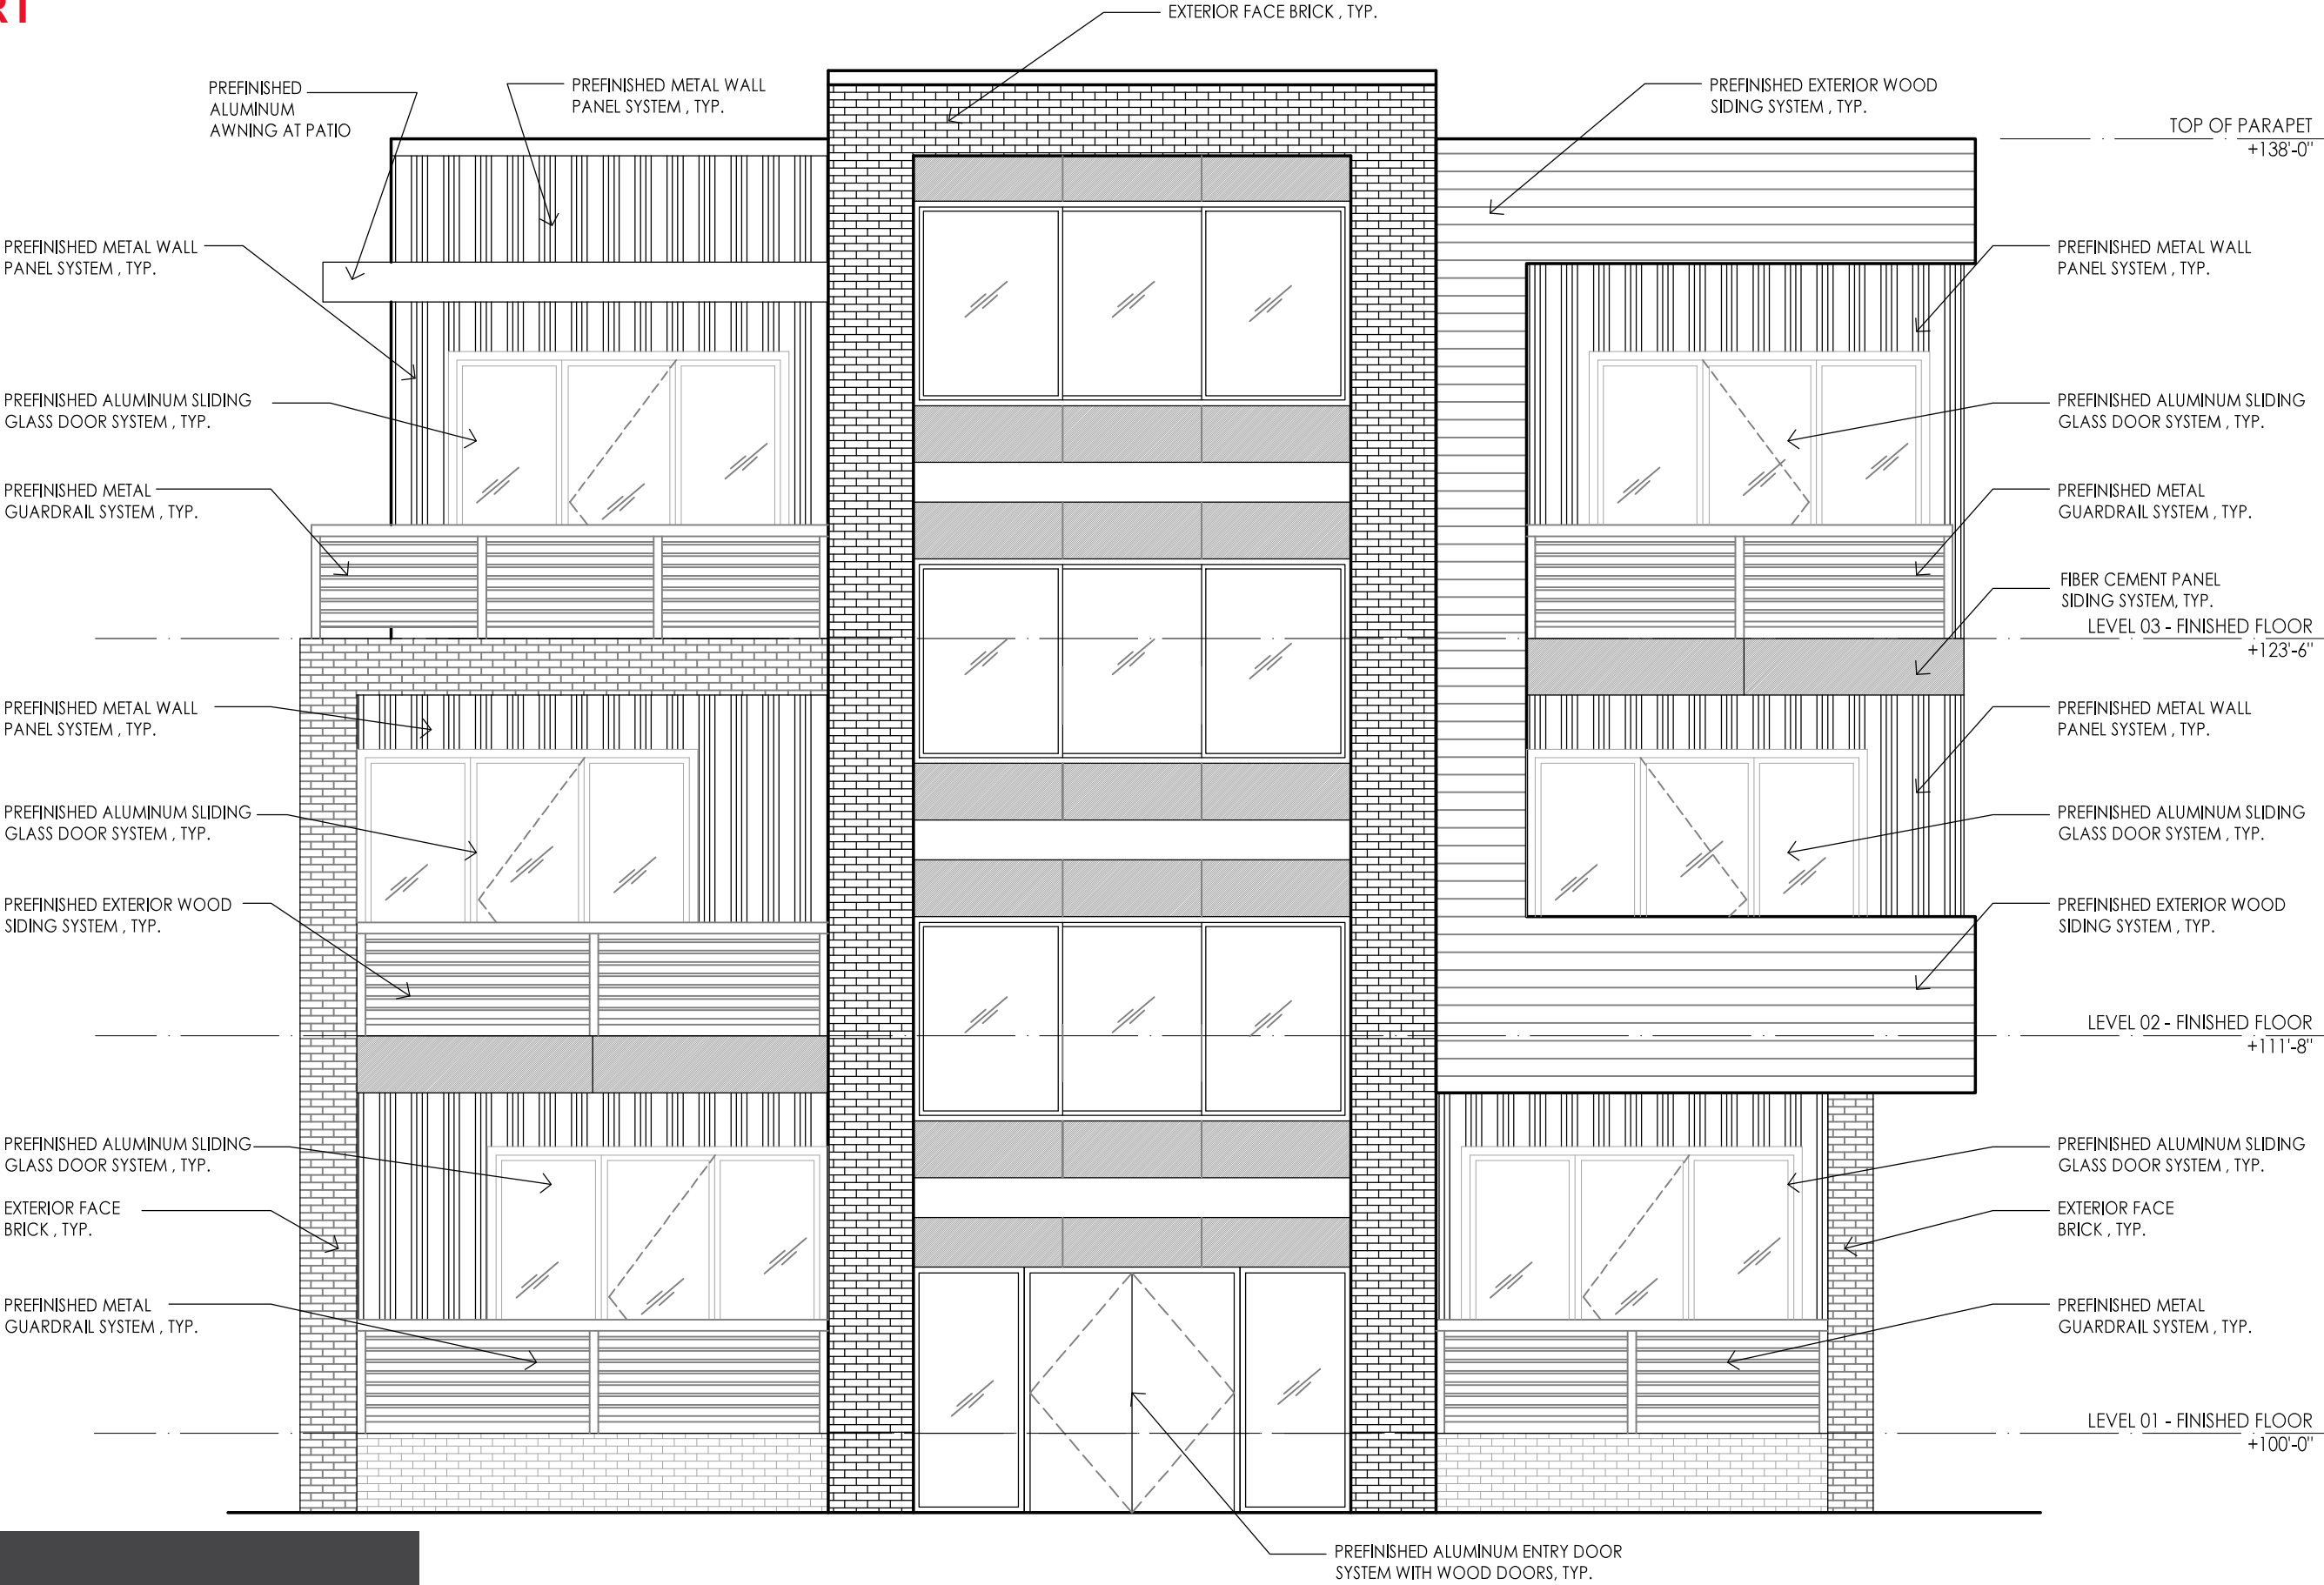 EXTERIOR FACE BRICK , TYP.
PREFINISHED
ALUMINUM
AWNING AT PATIO
PREFINISHED METAL WALL
PANEL SYSTEM , TYP.
PREFINISHED EXTERIOR WOOD
SIDING SYSTEM , TYP.
TOP OF PARAPET
+138'-0"
PREFINISHED METAL WALL
PANEL SYSTEM , TYP.
PREFINISHED ALUMINUM SLIDING
GLASS DOOR SYSTEM , TYP.
PREFINISHED METAL
GUARDRAIL SYSTEM , TYP.
PREFINISHED METAL WALL
PANEL SYSTEM , TYP.
PREFINISHED ALUMINUM SLIDING
GLASS DOOR SYSTEM , TYP.
PREFINISHED EXTERIOR WOOD
SIDING SYSTEM , TYP.
PREFINISHED ALUMINUM SLIDING
GLASS DOOR SYSTEM , TYP.
EXTERIOR FACE
BRICK , TYP.
PREFINISHED METAL
GUARDRAIL SYSTEM , TYP.
PREFINISHED METAL WALL
PANEL SYSTEM , TYP.
PREFINISHED ALUMINUM SLIDING
GLASS DOOR SYSTEM , TYP.
PREFINISHED METAL
GUARDRAIL SYSTEM , TYP.
FIBER CEMENT PANEL
SIDING SYSTEM, TYP.
LEVEL 03 - FINISHED FLOOR
+123'-6"
PREFINISHED METAL WALL
PANEL SYSTEM , TYP.
PREFINISHED ALUMINUM SLIDING
GLASS DOOR SYSTEM , TYP.
PREFINISHED EXTERIOR WOOD
SIDING SYSTEM , TYP.
LEVEL 02 - FINISHED FLOOR
+111'-8"
PREFINISHED ALUMINUM SLIDING
GLASS DOOR SYSTEM , TYP.
EXTERIOR FACE
BRICK , TYP.
PREFINISHED METAL
GUARDRAIL SYSTEM , TYP.
LEVEL 01 - FINISHED FLOOR
+100'-0"
PREFINISHED ALUMINUM ENTRY DOOR
SYSTEM WITH WOOD DOORS, TYP.